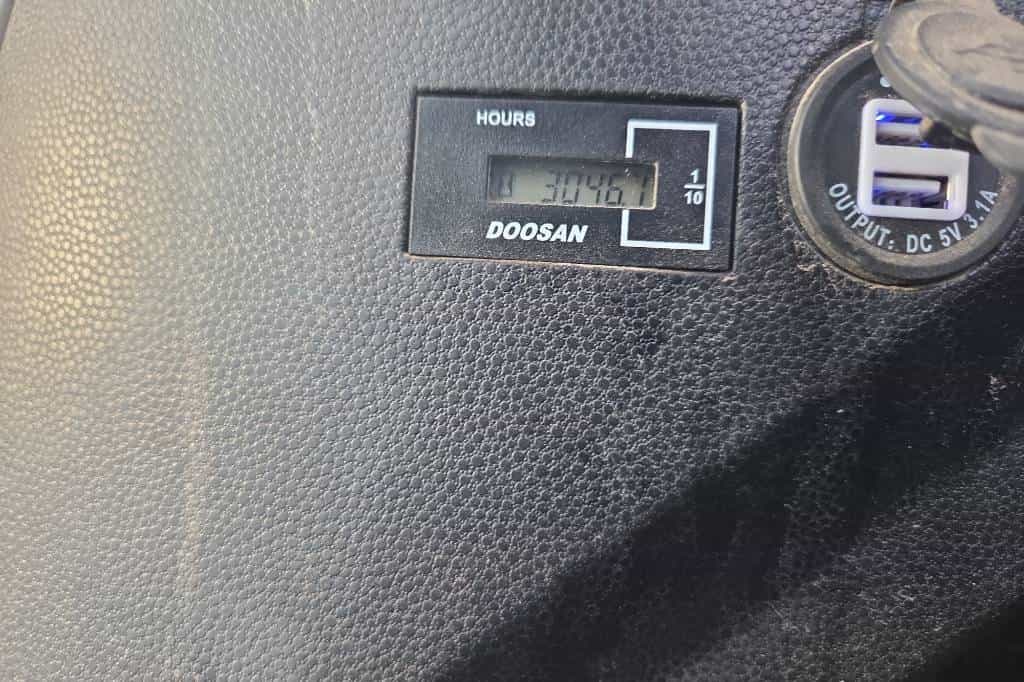 HOURS
3046.1
1
10
DOOSAN
OUTPUT: DC 5V 3.1A